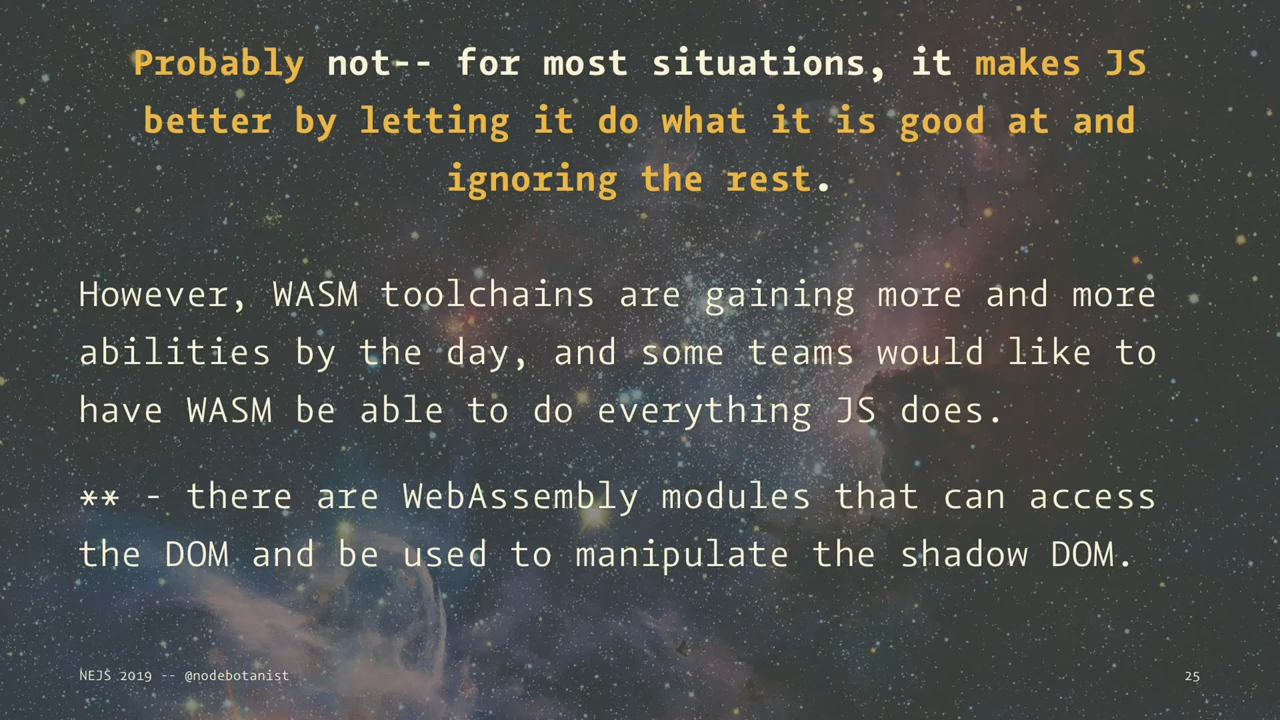 Probably not-- for most situations, it makes JS
better by letting it do what it is good at and
ignoring the rest.
However, WASM toolchains are gaining more and more
abilities by the day, and some teams would like to
have WASM be able to do everything JS does.
** - there are WebAssembly modules that can access
the DOM and be used to manipulate the shadow DOM.
NEJS 2019 -- @nodebotanist
25